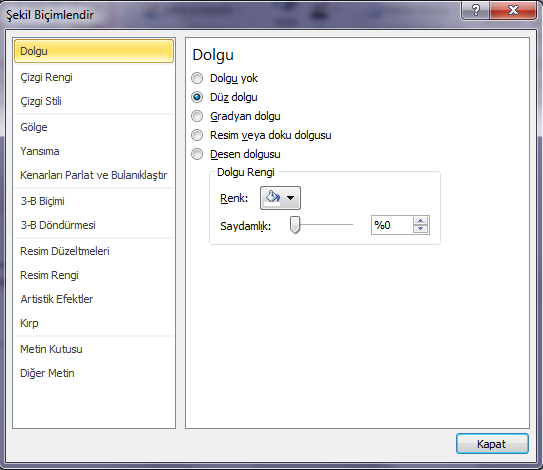 Şekil Biçimlendir
Dolgu
Çizgi Rengi
Çizgi Stili
Gölge
Yansıma
Kenarları Parlat ve Bulanıklaştır
3-B Biçimi
3-B Döndürmesi
Resim Düzeltmeleri
Resim Rengi
Artistik Efektler
Kırp
Metin Kutusu
Diğer Metin
Dolgu
Dolgu yok
Düz dolgu
Gradyan dolgu
Resim veya doku dolgusu
Desen dolgusu
Dolgu Rengi
Renk:
Saydamlık: %0
Kapat